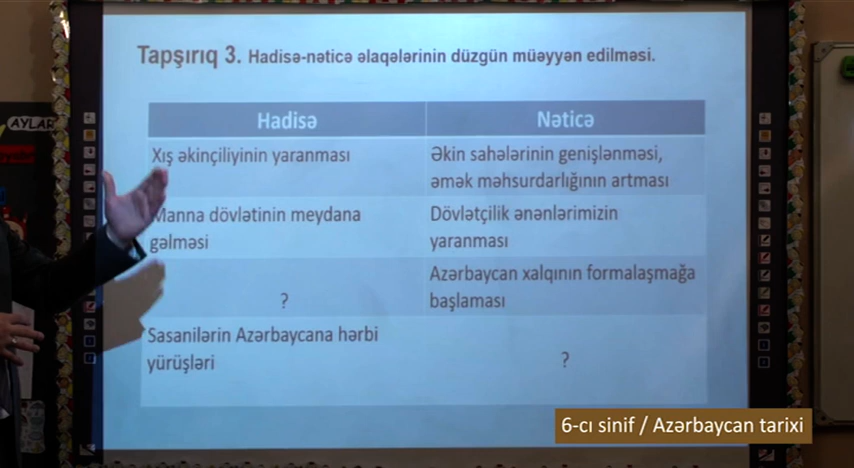 AYLAR
Tapşırıq 3. Hadisə-nəticə əlaqələrinin düzgün müəyyən edilməsi.
Hadisə Nəticə
Xış əkinçiliyinin yaranması
Əkin sahələrinin genişlənməsi,
əmək məhsurdarlığının artması
Manna dövlətinin meydana
gəlməsi
Dövlətçilik ənənlərimizin
yaranması
?
Azərbaycan xalqının formalaşmağa
başlaması
Sasanilərin Azərbaycana hərbi
yürüşləri
?
6-cı sinif / Azərbaycan tarixi